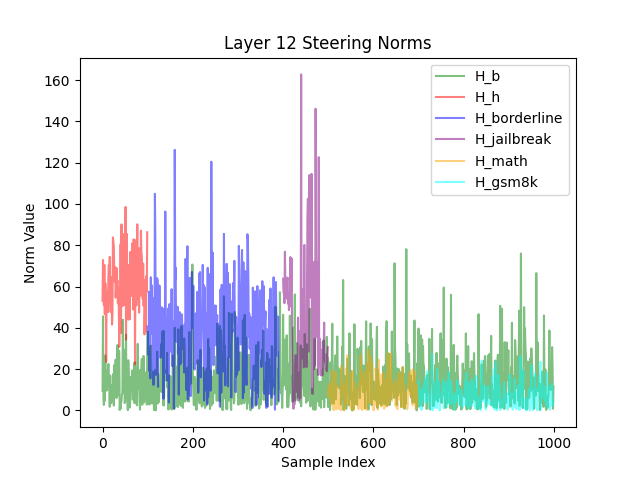 Layer 12 Steering Norms
H_b
H_h
H_borderline
H_jailbreak
H_math
H_gsm8k
Norm Value
160
140
120
100
80
60
40
20
0
0 200 400 600 800 1000
Sample Index